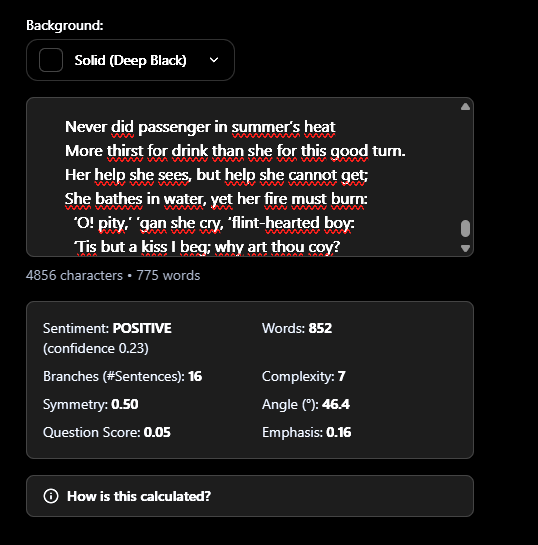 Background:
Solid (Deep Black)
Never did passenger in summer’s heat
More thirst for drink than she for this good turn.
Her help she sees, but help she cannot get;
She bathes in water, yet her fire must burn:
‘O! pity,’ ‘gan she cry, ‘flint-hearted boy:
‘Tis but a kiss I beg; why art thou coy?
4856 characters • 775 words
Sentiment: POSITIVE
(confidence 0.23)
Words: 852
Branches (#Sentences): 16
Complexity: 7
Symmetry: 0.50
Angle (°): 46.4
Question Score: 0.05
Emphasis: 0.16
How is this calculated?